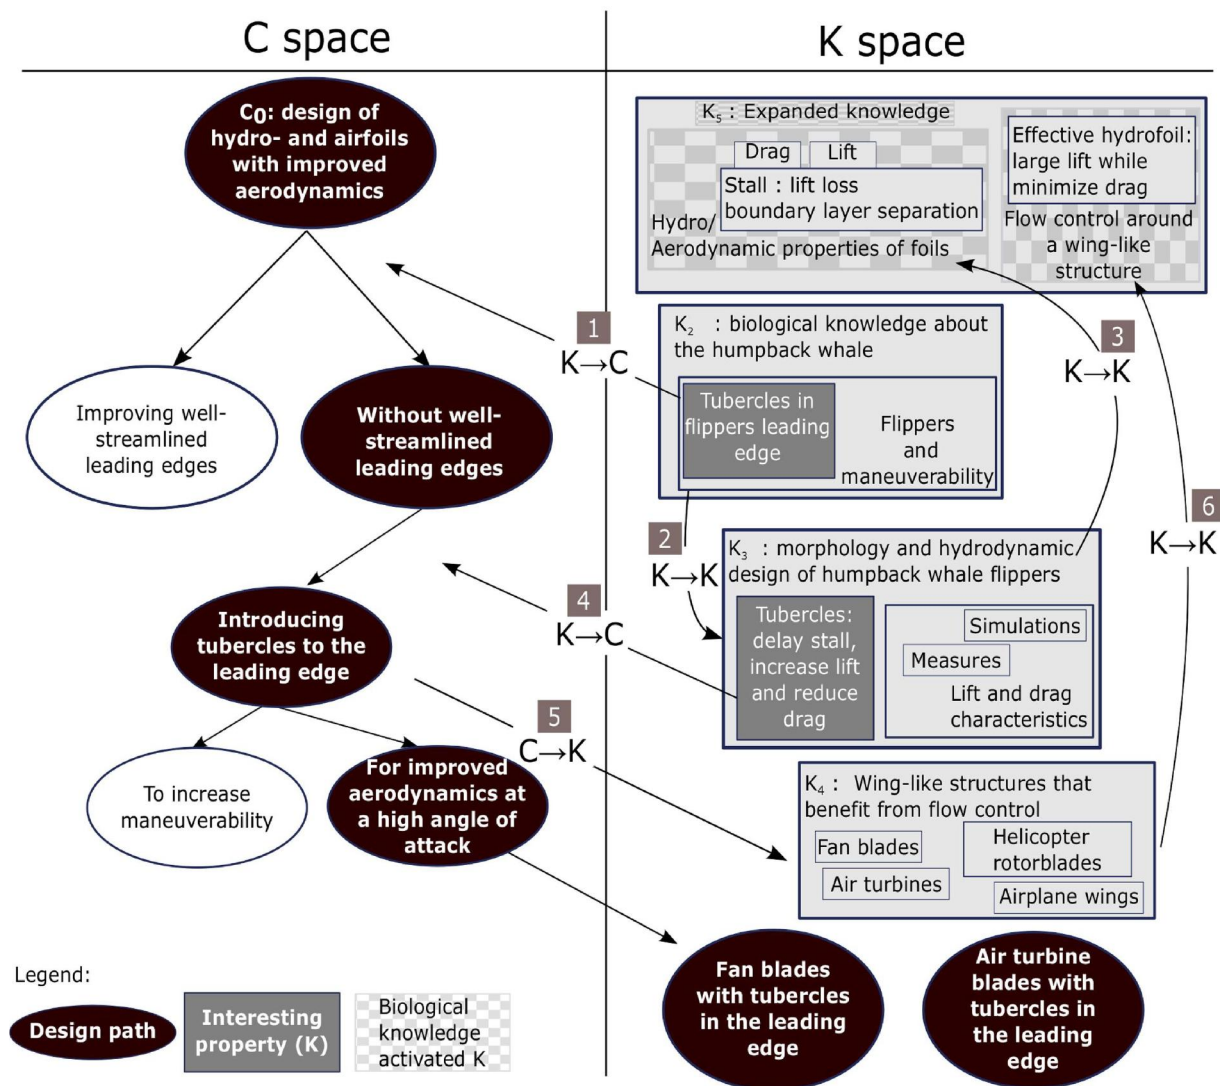 C space
K space
C0: design of
hydro- and airfoils
with improved
aerodynamics
Improving well-
streamlined
leading edges
Without well-
streamlined
leading edges
Introducing
tubercles to the
leading edge
To increase
maneuverability
For improved
aerodynamics at
a high angle of
attack
1
K→C
2
K→K
3
K→K
4
K→C
5
C→K
6
K→K
K5 : Expanded knowledge
Drag
Lift
Stall : lift loss
boundary layer separation
Hydro/
Aerodynamic properties of foils
Effective hydrofoil:
large lift while
minimize drag
Flow control around
a wing-like
structure
K2 : biological knowledge about
the humpback whale
Tubercles in
flippers leading
edge
Flippers
and
maneuverability
K3 : morphology and hydrodynamic
design of humpback whale flippers
Tubercles:
delay stall,
increase lift
and reduce
drag
Simulations
Measures
Lift and drag
characteristics
K4 : Wing-like structures that
benefit from flow control
Fan blades
Air turbines
Helicopter
rotorblades
Airplane wings
Fan blades
with tubercles
in the leading
edge
Air turbine
blades with
tubercles in
the leading
edge
Legend:
Design path
Interesting
property (K)
Biological
knowledge
activated K